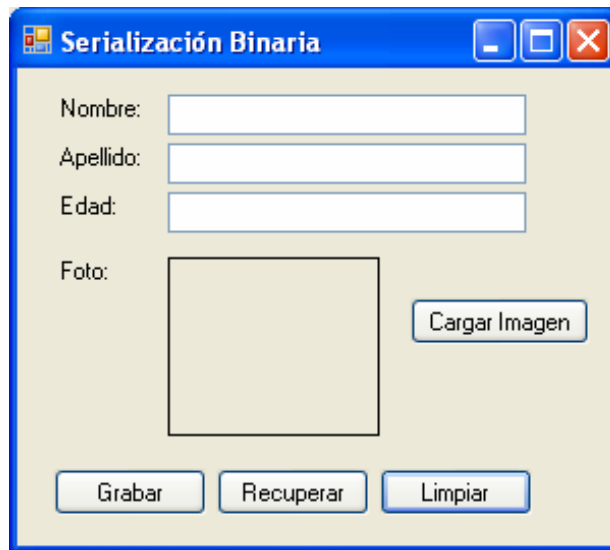 Serialización Binaria
Nombre:
Apellido:
Edad:
Foto:
Cargar Imagen
Grabar Recuperar Limpiar